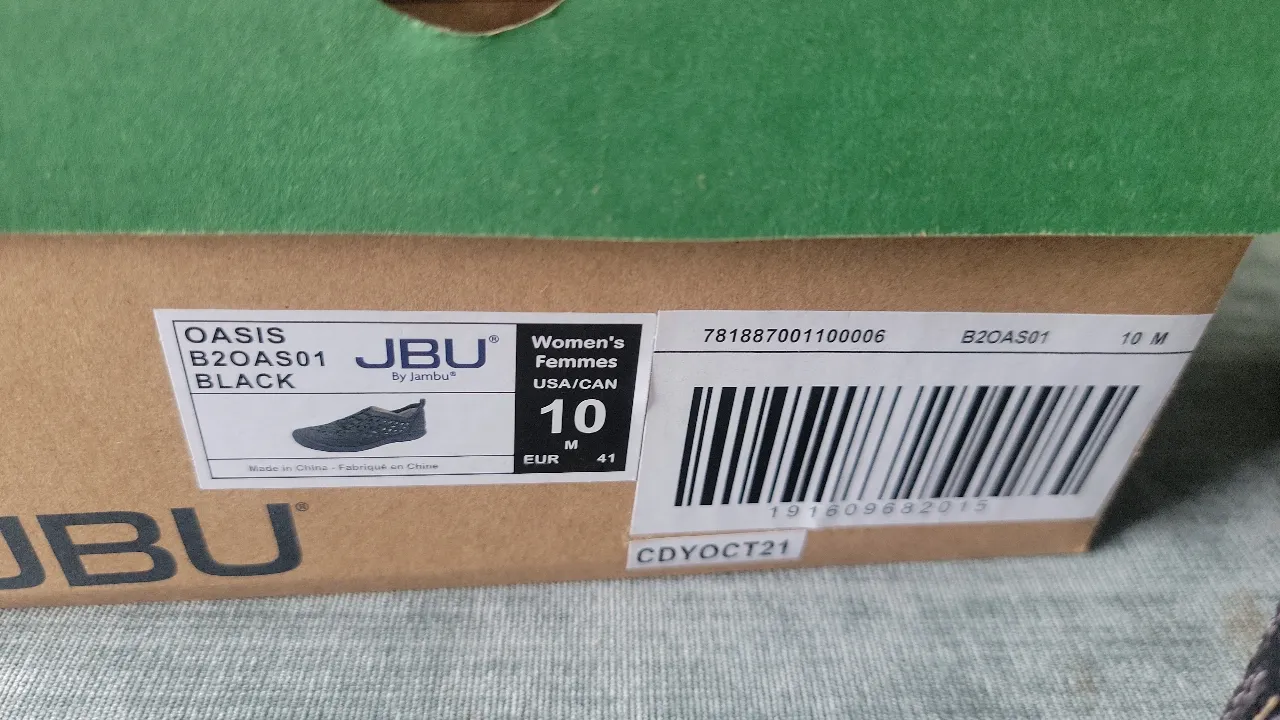 OASIS
B2OAS01
BLACK
JBU®
By Jambu®
Made in China - Fabriqué en Chine
Women's
Femmes
USA/CAN
10
M
EUR 41
781887001100006 B2OAS01 10 M
191609682015
CDYOCT21
JBU®